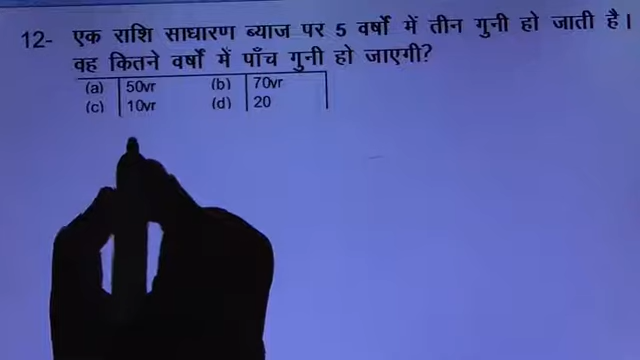 12- एक राशि साधारण ब्याज पर 5 वर्षो में तीन गुनी हो जाती है।
वह कितने वर्षो में पाँच गुनी हो जाएगी?
(a) 50vr (b) 70vr
(c) 10vr (d) 20